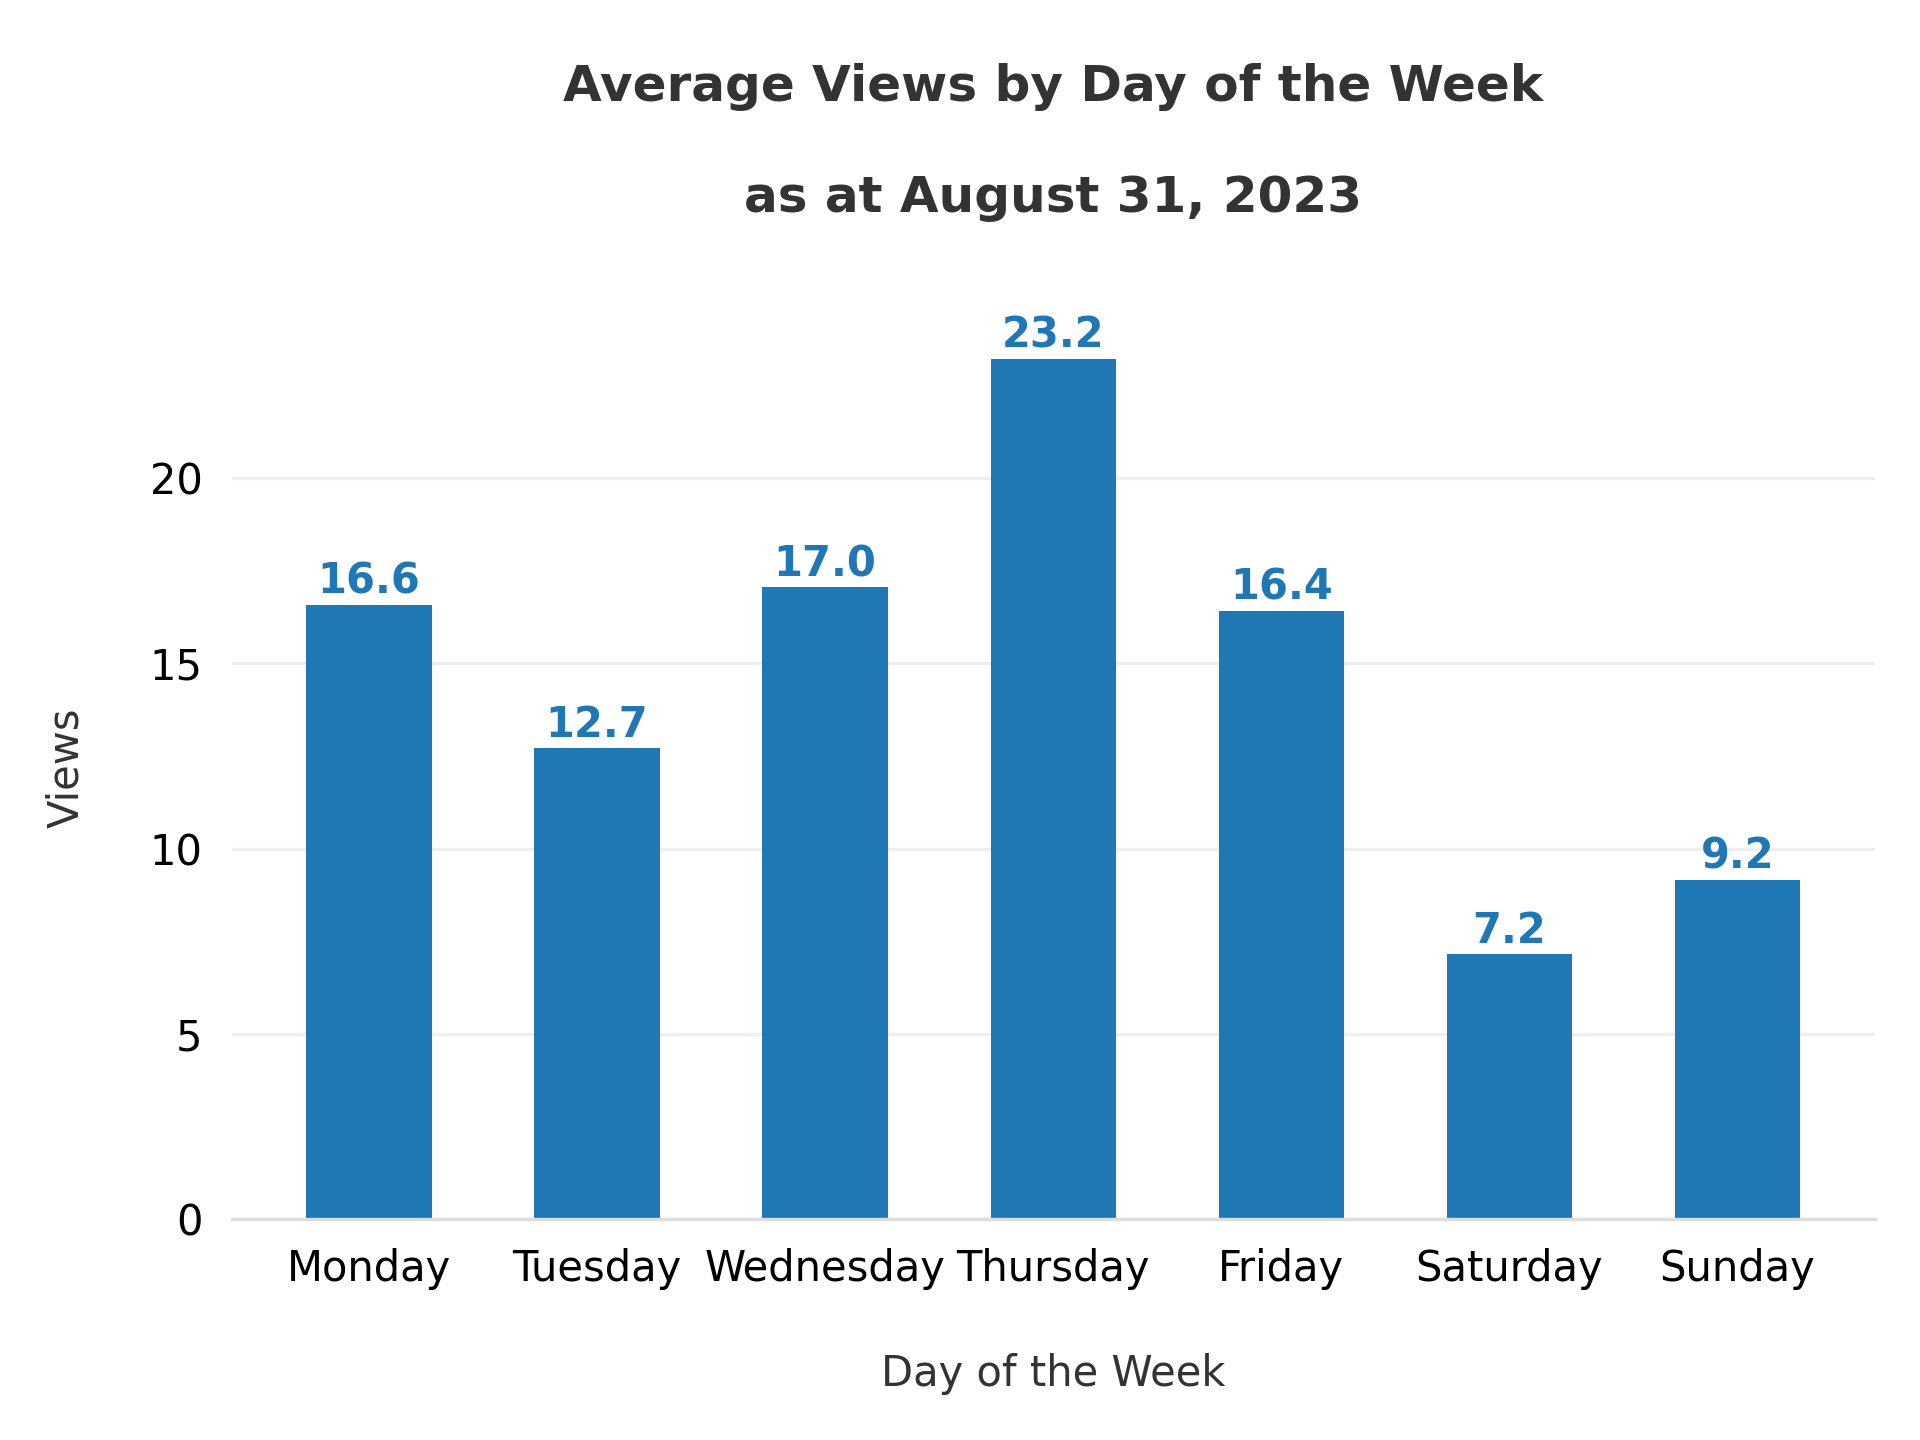 Average Views by Day of the Week
as at August 31, 2023
23.2
20
17.0
16.6
16.4
15
12.7
Views
10
9.2
7.2
5
0
Monday Tuesday Wednesday Thursday Friday Saturday Sunday
Day of the Week